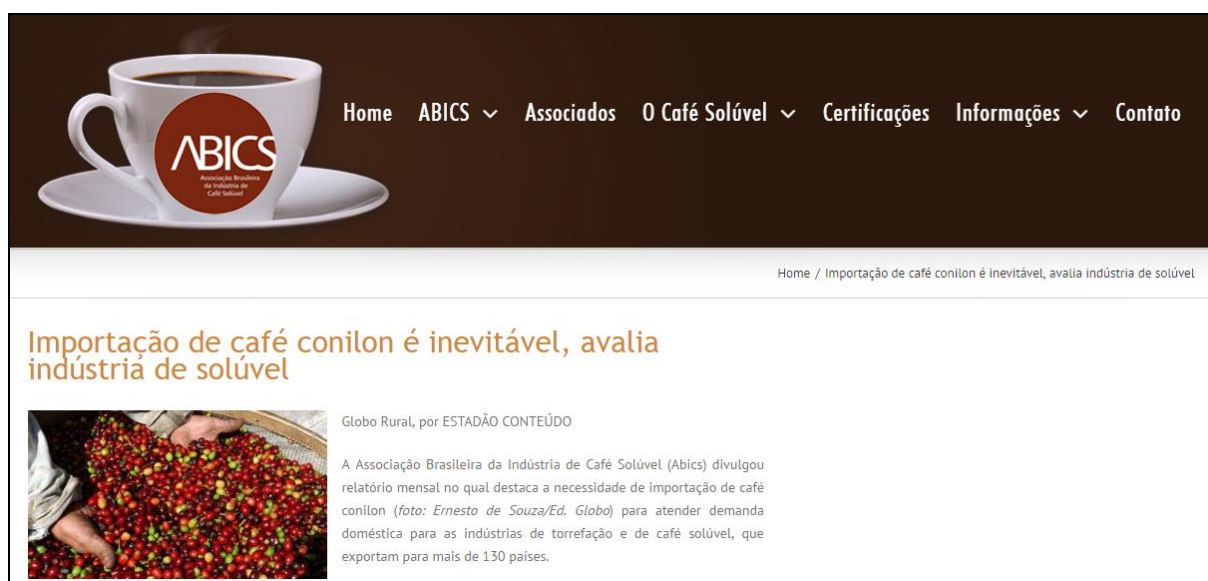 Home ABICS Associados O Café Solúvel Certificações Informações Contato
ABICS
Associação Brasileira
da Indústria de
Café Solúvel
Home / Importação de café conilon é inevitável, avalia indústria de solúvel
Importação de café conilon é inevitável, avalia
indústria de solúvel
Globo Rural, por ESTADÃO CONTEÚDO
A Associação Brasileira da Indústria de Café Solúvel (Abics) divulgou
relatório mensal no qual destaca a necessidade de importação de café
conilon (foto: Ernesto de Souza/Ed. Globo) para atender demanda
doméstica para as indústrias de torrefação e de café solúvel, que
exportam para mais de 130 países.